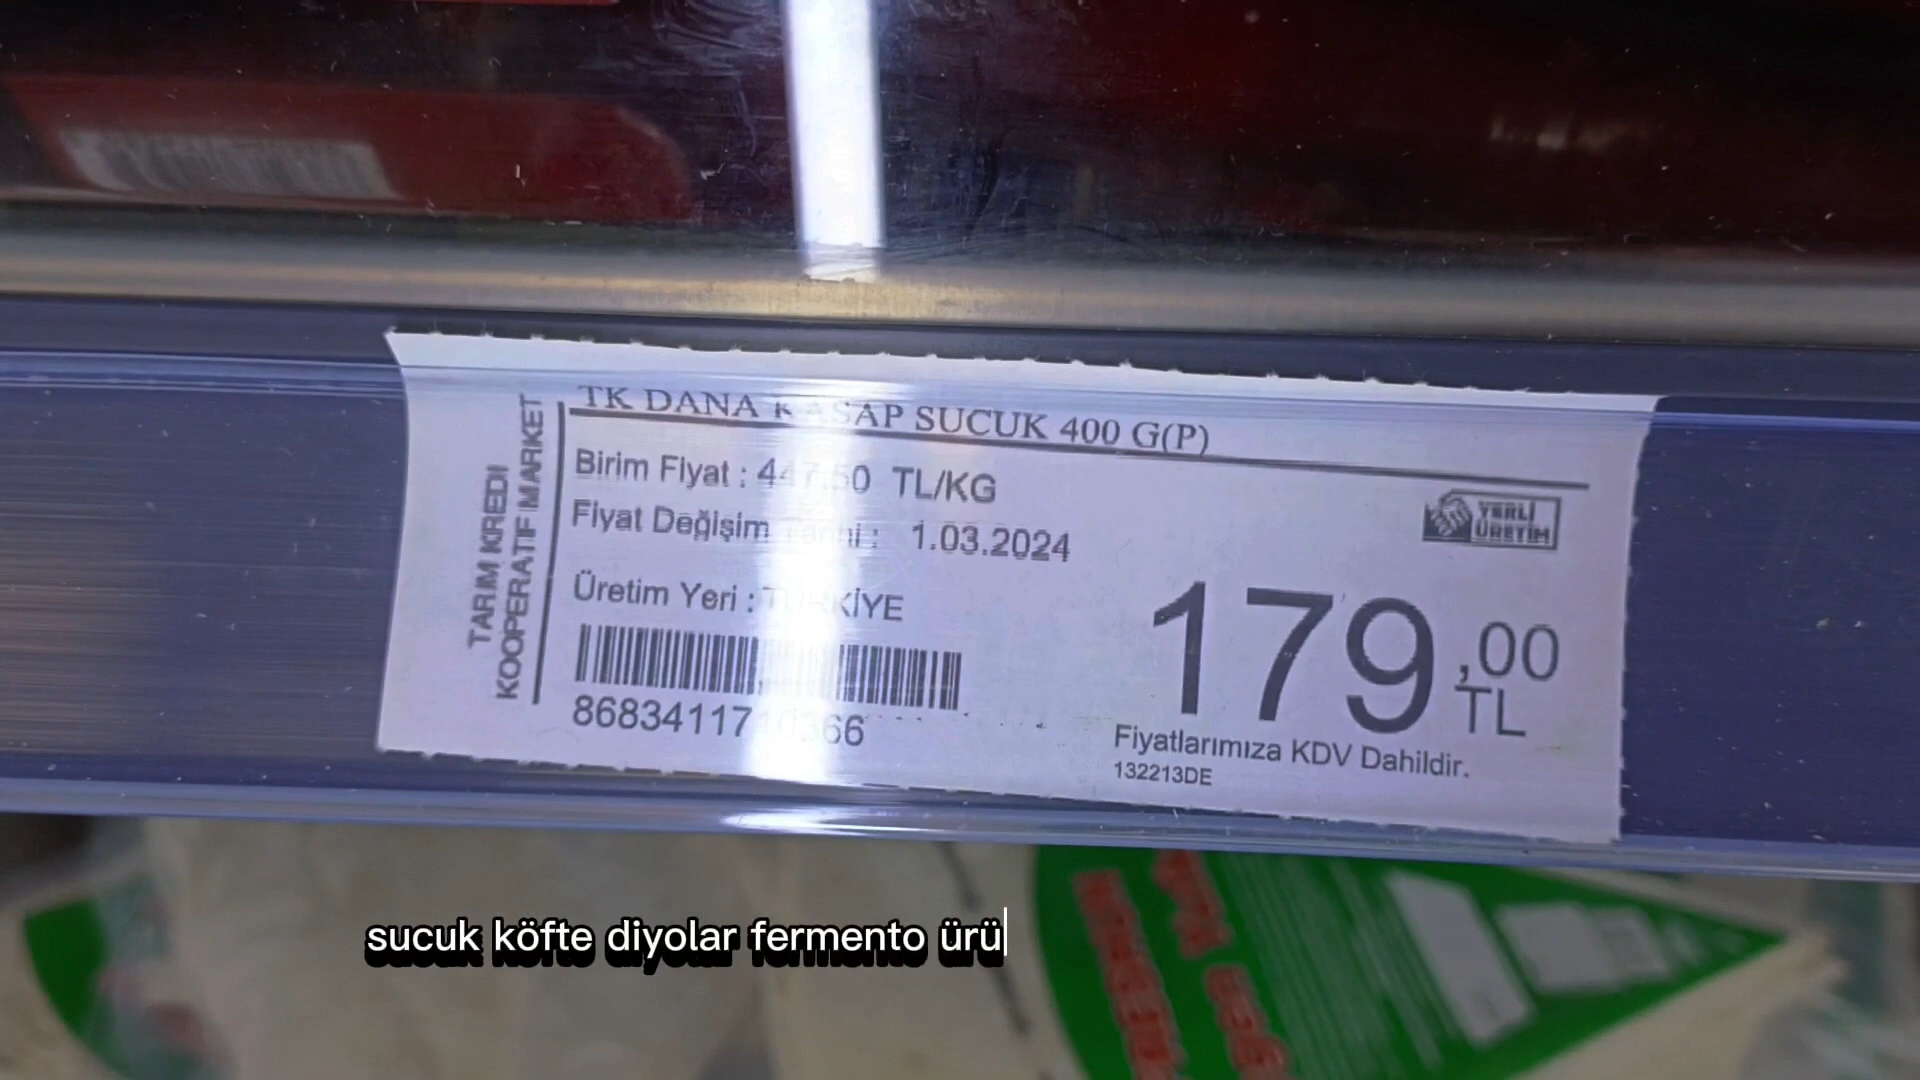 TARIM KREDİ
KOOPERATİF MARKET
TK DANA KASAP SUCUK 400 G(P)
Birim Fiyat : 447.50 TL/KG
Fiyat Değişim Tarihi : 1.03.2024
Üretim Yeri : TÜRKİYE
YERLİ
ÜRETİM
179,00
TL
Fiyatlarımıza KDV Dahildir.
132213DE
sucuk köfte diyolar fermento ürü